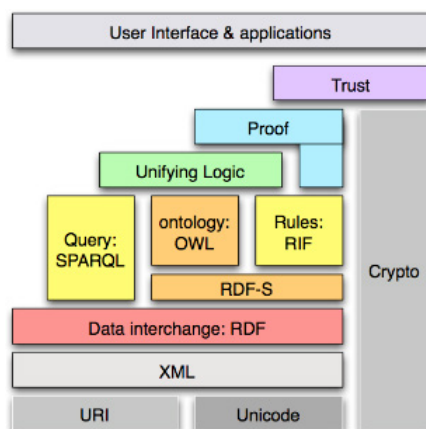 User Interface & applications
Trust
Proof
Unifying Logic
Query:
SPARQL
ontology:
OWL
Rules:
RIF
Crypto
RDF-S
Data interchange: RDF
XML
URI
Unicode